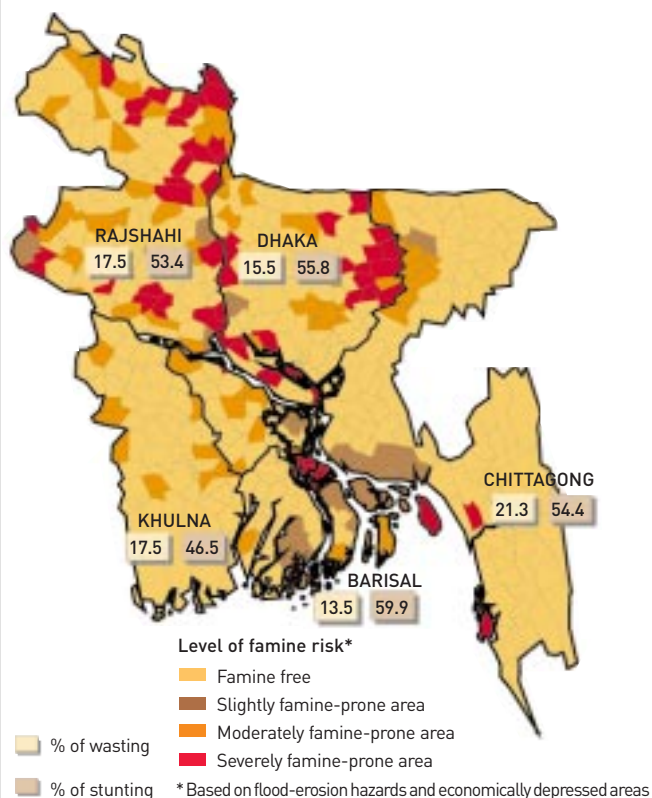 RAJSHAHI
17.5 53.4
DHAKA
15.5 55.8
CHITTAGONG
21.3 54.4
KHULNA
17.5 46.5
BARISAL
13.5 59.9
Level of famine risk*
Famine free
Slightly famine-prone area
Moderately famine-prone area
Severely famine-prone area
% of wasting
% of stunting
* Based on flood-erosion hazards and economically depressed areas